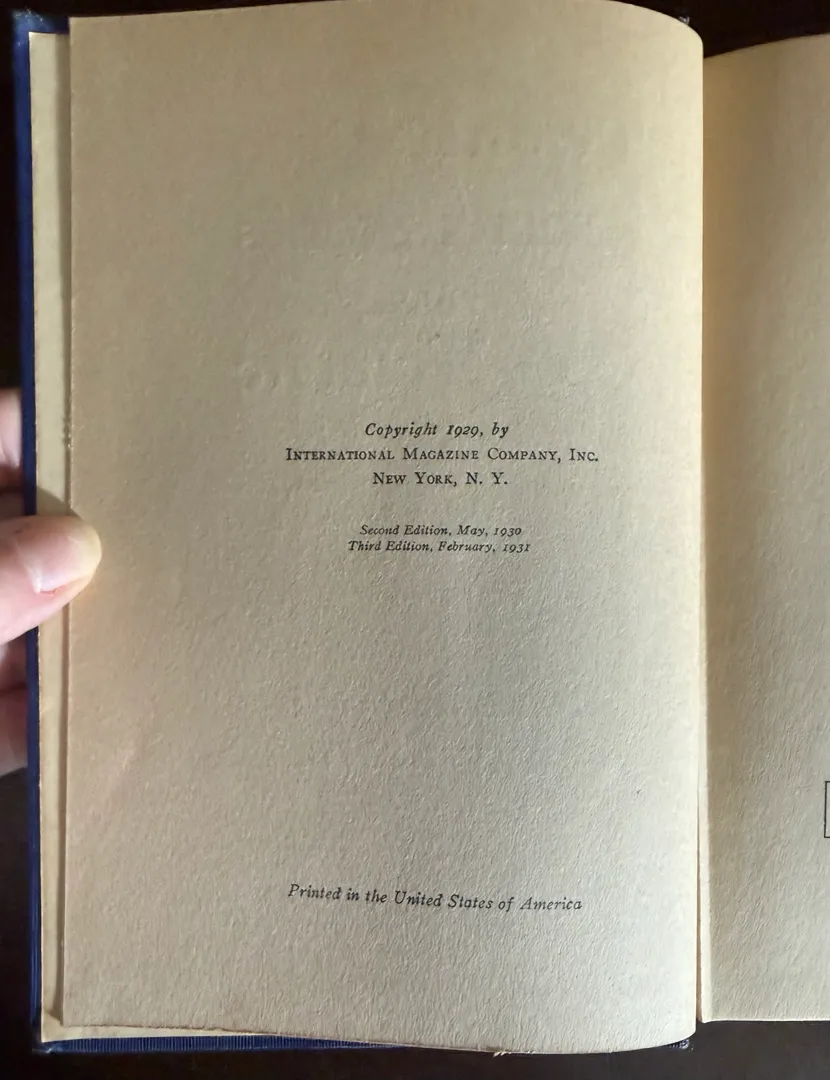 Copyright 1929, by
International Magazine Company, Inc.
New York, N. Y.
Second Edition, May, 1930
Third Edition, February, 1931
Printed in the United States of America